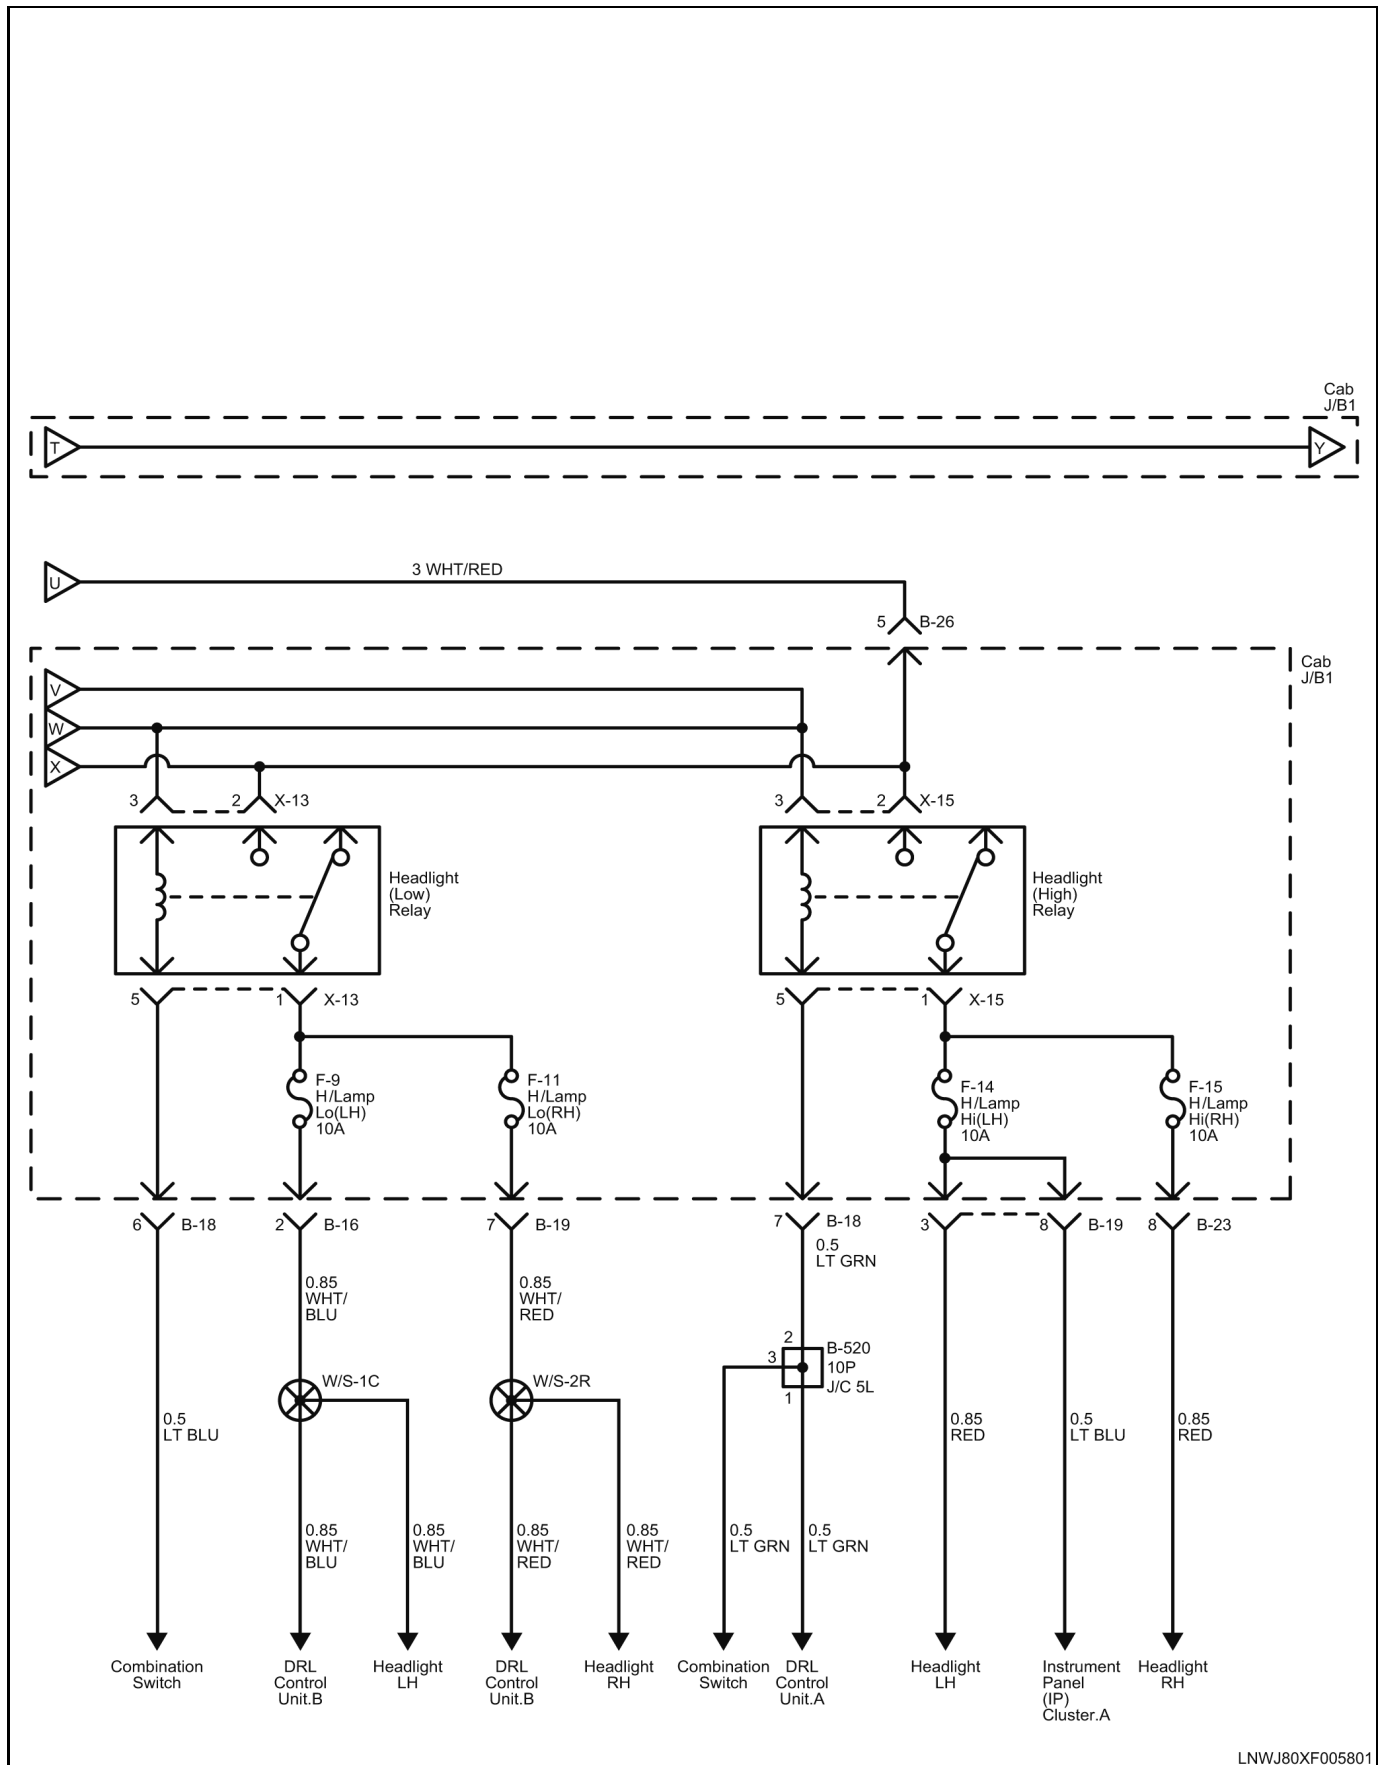 Cab
J/B1
T
Y
U
3 WHT/RED
5 B-26
Cab
J/B1
V
W
X
3 2 X-13
3 2 X-15
Headlight
(Low)
Relay
Headlight
(High)
Relay
5 1 X-13
5 1 X-15
F-9
H/Lamp
Lo(LH)
10A
F-11
H/Lamp
Lo(RH)
10A
F-14
H/Lamp
Hi(LH)
10A
F-15
H/Lamp
Hi(RH)
10A
6 B-18
2 B-16
7 B-19
7 B-18
3
8 B-19
8 B-23
0.5
LT GRN
0.85
WHT/
BLU
0.85
WHT/
RED
2
3
1
B-520
10P
J/C 5L
W/S-1C
W/S-2R
0.5
LT BLU
0.85
RED
0.5
LT BLU
0.85
RED
0.85
WHT/
BLU
0.85
WHT/
BLU
0.85
WHT/
RED
0.85
WHT/
RED
0.5
LT GRN
0.5
LT GRN
Combination
Switch
DRL
Control
Unit.B
Headlight
LH
DRL
Control
Unit.B
Headlight
RH
Combination
Switch
DRL
Control
Unit.A
Headlight
LH
Instrument
Panel
(IP)
Cluster.A
Headlight
RH
LNWJ80XF005801